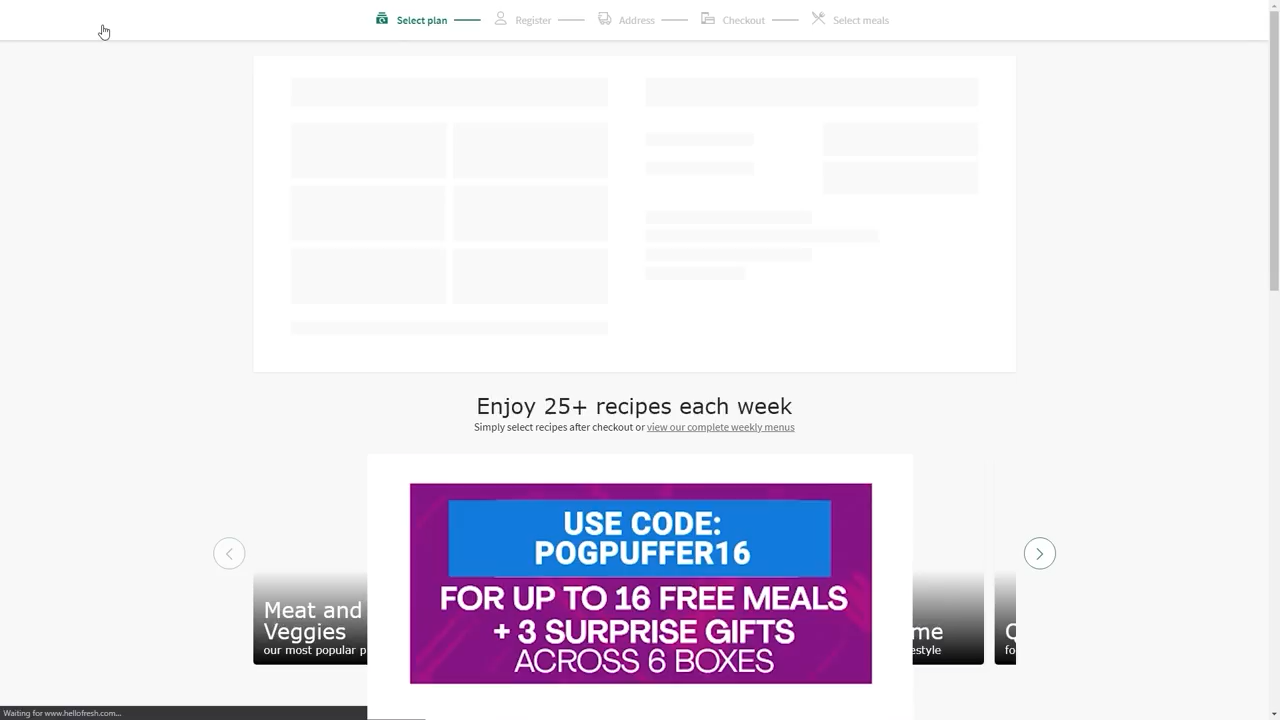 Select plan
Register
Address
Checkout
Select meals
Enjoy 25+ recipes each week
Simply select recipes after checkout or view our complete weekly menus
Meat and
Veggies
our most popular p
USE CODE:
POGPUFFER16
FOR UP TO 16 FREE MEALS
+ 3 SURPRISE GIFTS
ACROSS 6 BOXES
me
estyle
Q
fo
Waiting for www.hellofresh.com...